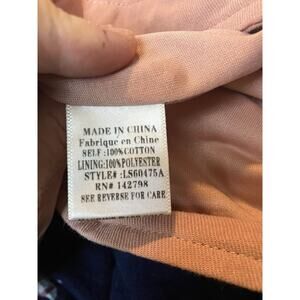 MADE IN CHINA
Fabrique en Chine
SELF:100%COTTON
LINING:100%POLYESTER
STYLE# :LS60475A
RN# 142798
SEE REVERSE FOR CARE